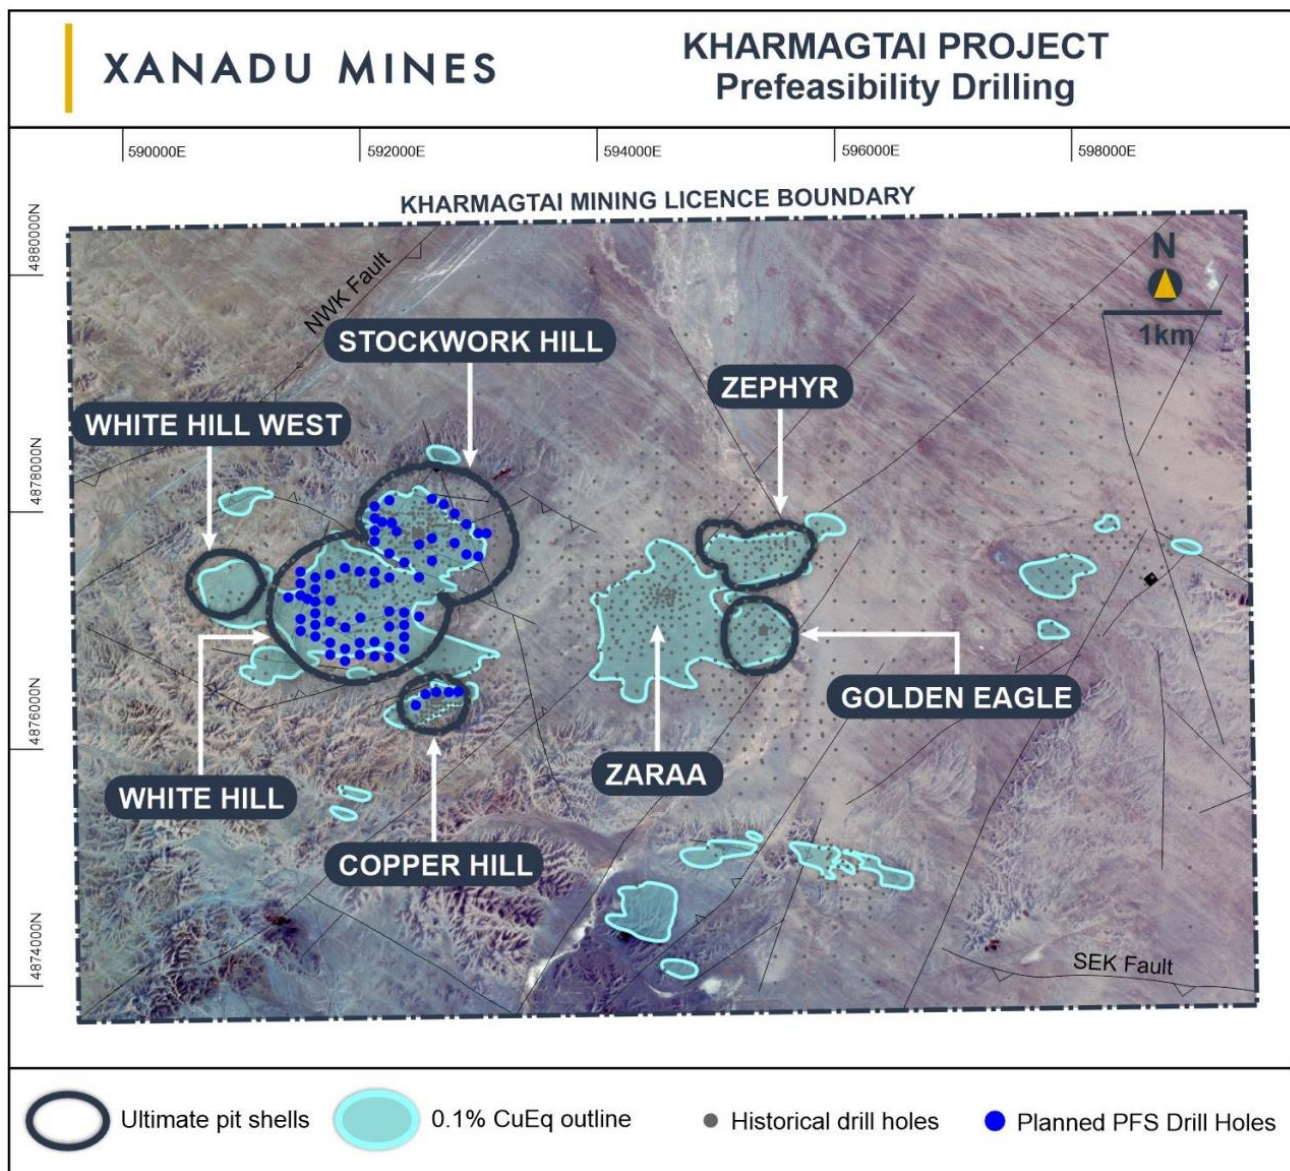 XANADU MINES
KHARMAGTAI PROJECT
Prefeasibility Drilling
590000E
592000E
594000E
596000E
598000E
KHARMAGTAI MINING LICENCE BOUNDARY
4880000N
4878000N
4876000N
4874000N
NWK Fault
N
1km
STOCKWORK HILL
ZEPHYR
WHITE HILL WEST
GOLDEN EAGLE
ZARAA
WHITE HILL
COPPER HILL
SEK Fault
Ultimate pit shells
0.1% CuEq outline
Historical drill holes
Planned PFS Drill Holes